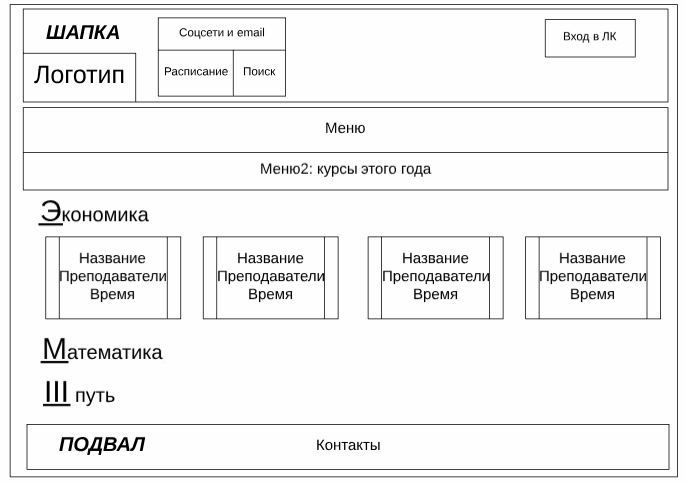 ШАПКА
Соцсети и email
Вход в ЛК
Логотип
Расписание
Поиск
Меню
Меню2: курсы этого года
Экономика
Название
Преподаватели
Время
Название
Преподаватели
Время
Название
Преподаватели
Время
Название
Преподаватели
Время
Математика
III путь
ПОДВАЛ
Контакты